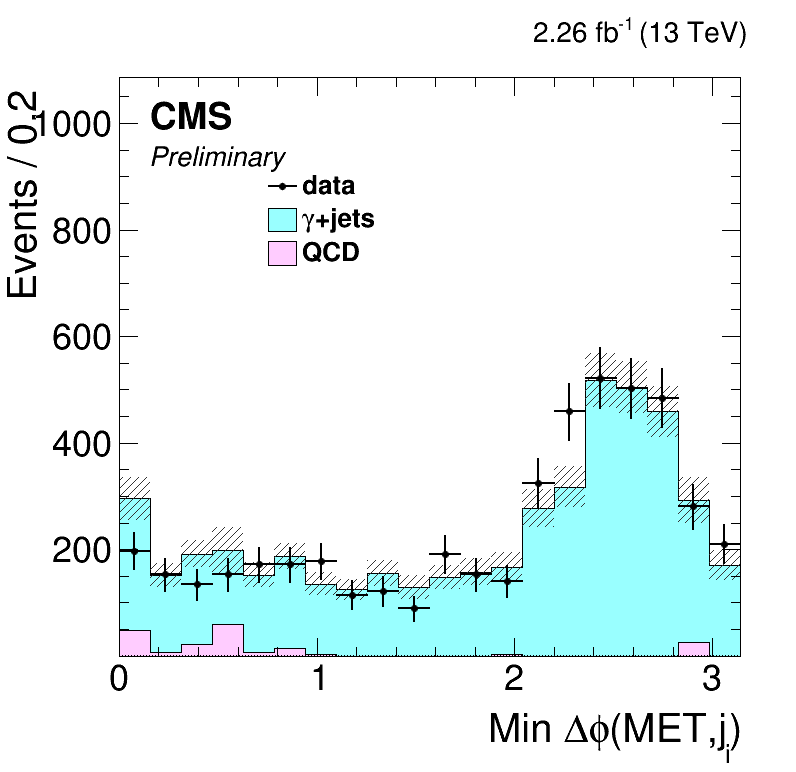 2.26 fb⁻¹ (13 TeV)
Events / 0.2
1000
800
600
400
200
CMS
Preliminary
data
γ+jets
QCD
0 1 2 3
Min Δϕ(MET,jᵢ)